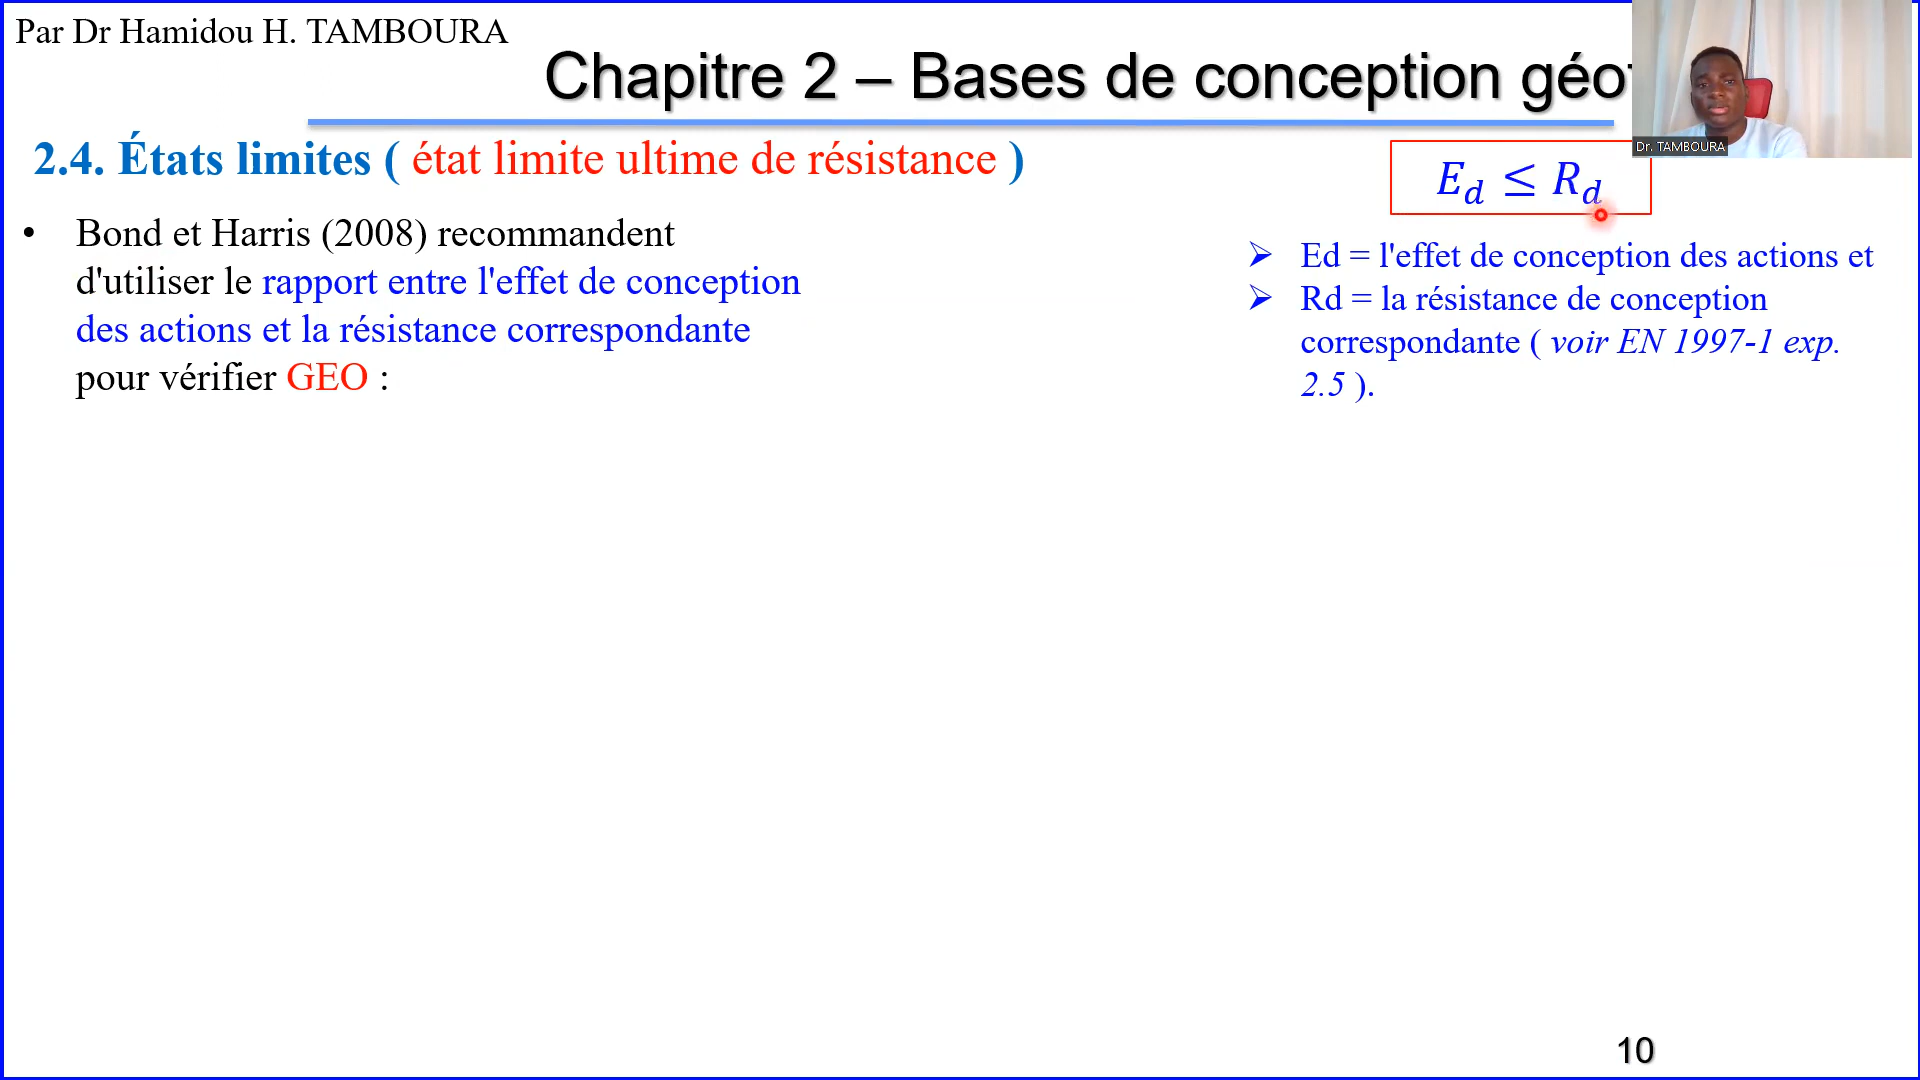 Par Dr Hamidou H. TAMBOURA
Chapitre 2 – Bases de conception géo
Dr. TAMBOURA
2.4. États limites ( état limite ultime de résistance )
E_d ≤ R_d
• Bond et Harris (2008) recommandent
d'utiliser le rapport entre l'effet de conception
des actions et la résistance correspondante
pour vérifier GEO :
➢ Ed = l'effet de conception des actions et
➢ Rd = la résistance de conception
correspondante ( voir EN 1997-1 exp.
2.5 ).
10